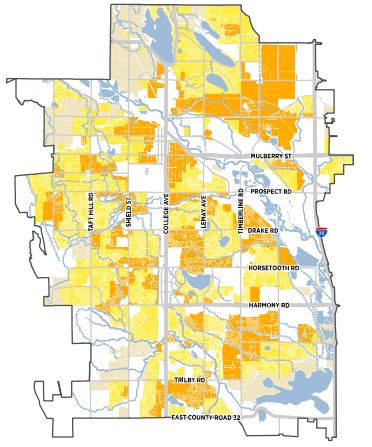 MULBERRY ST
PROSPECT RD
TAFT HILL RD
SHIELD ST
COLLEGE AVE
LEMAY AVE
TIMBERLINE RD
DRAKE RD
25
HORSETOOTH RD
HARMONY RD
TRILBY RD
EAST COUNTY ROAD 32